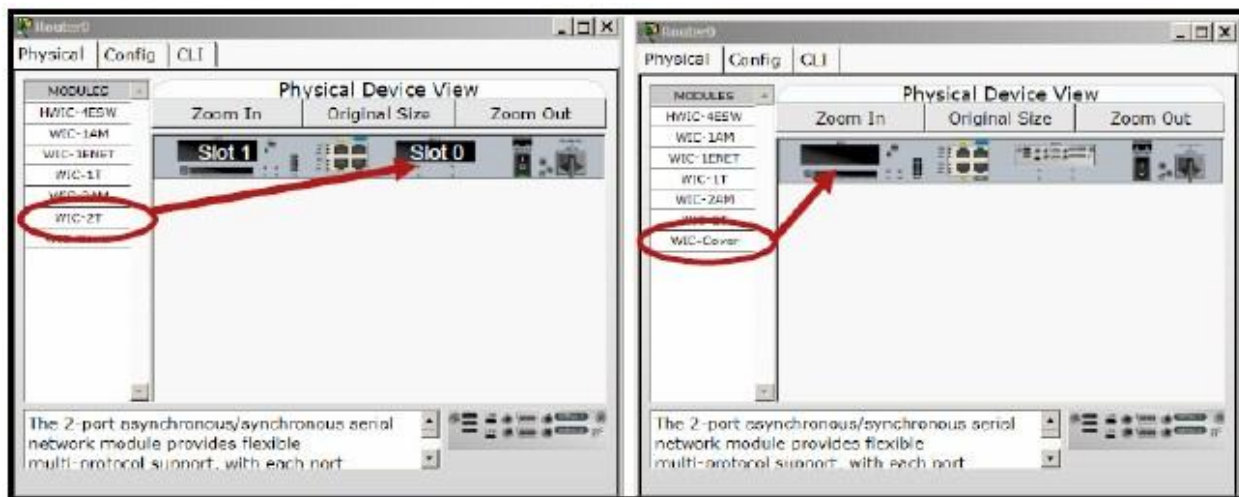 Router0
Physical Config CLI
MODULES
HWIC-4ESW
WIC-1AM
WIC-1ENET
WIC-1T
WIC-2AM
WIC-2T
Physical Device View
Zoom In Original Size Zoom Out
Slot 1 Slot 0
The 2-port asynchronous/synchronous serial
network module provides flexible
multi-protocol support, with each port
Router0
Physical Config CLI
MODULES
HWIC-4ESW
WIC-1AM
WIC-1ENET
WIC-1T
WIC-2AM
WIC-2T
WIC-Cover
Physical Device View
Zoom In Original Size Zoom Out
The 2-port asynchronous/synchronous serial
network module provides flexible
multi-protocol support, with each port